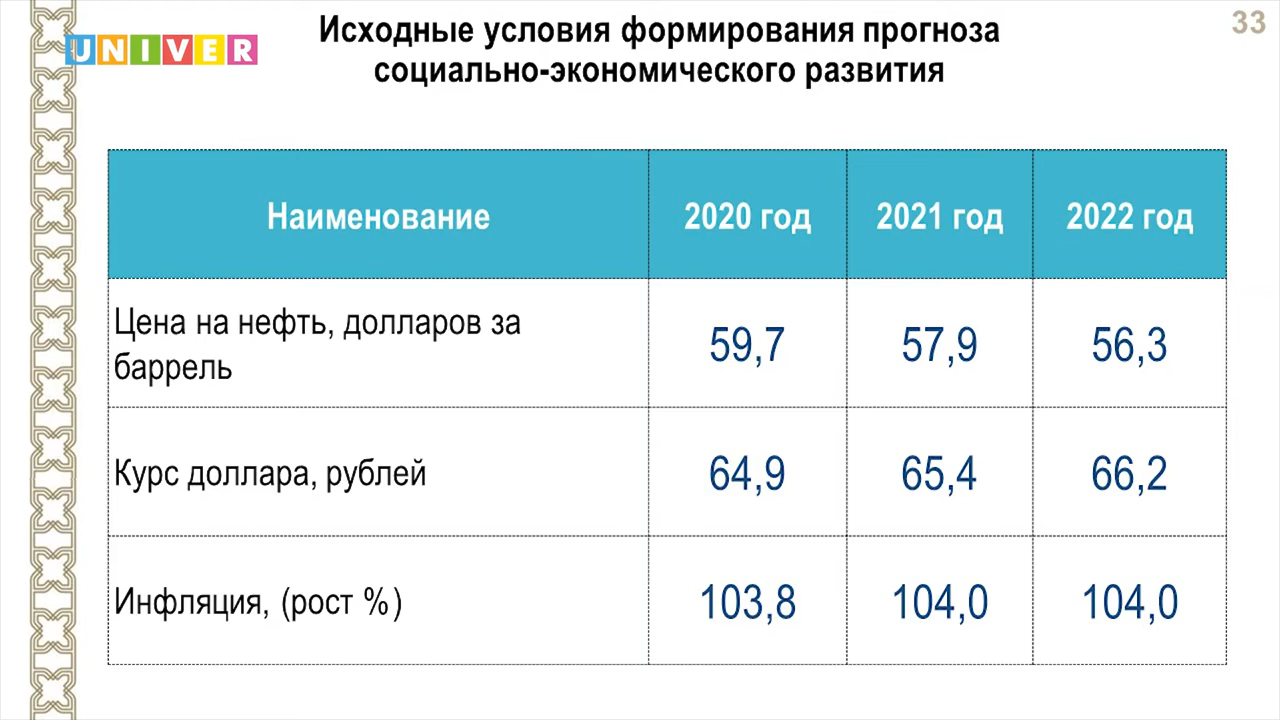 Исходные условия формирования прогноза
социально-экономического развития
33
UNIVER
Наименование 2020 год 2021 год 2022 год
Цена на нефть, долларов за
баррель 59,7 57,9 56,3
Курс доллара, рублей 64,9 65,4 66,2
Инфляция, (рост %) 103,8 104,0 104,0